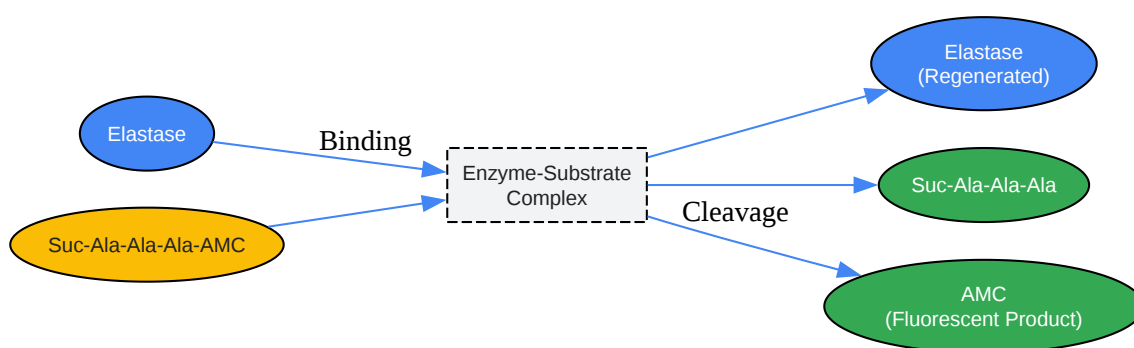 Elastase
Suc-Ala-Ala-Ala-AMC
Binding
Enzyme-Substrate
Complex
Cleavage
Elastase
(Regenerated)
Suc-Ala-Ala-Ala
AMC
(Fluorescent Product)